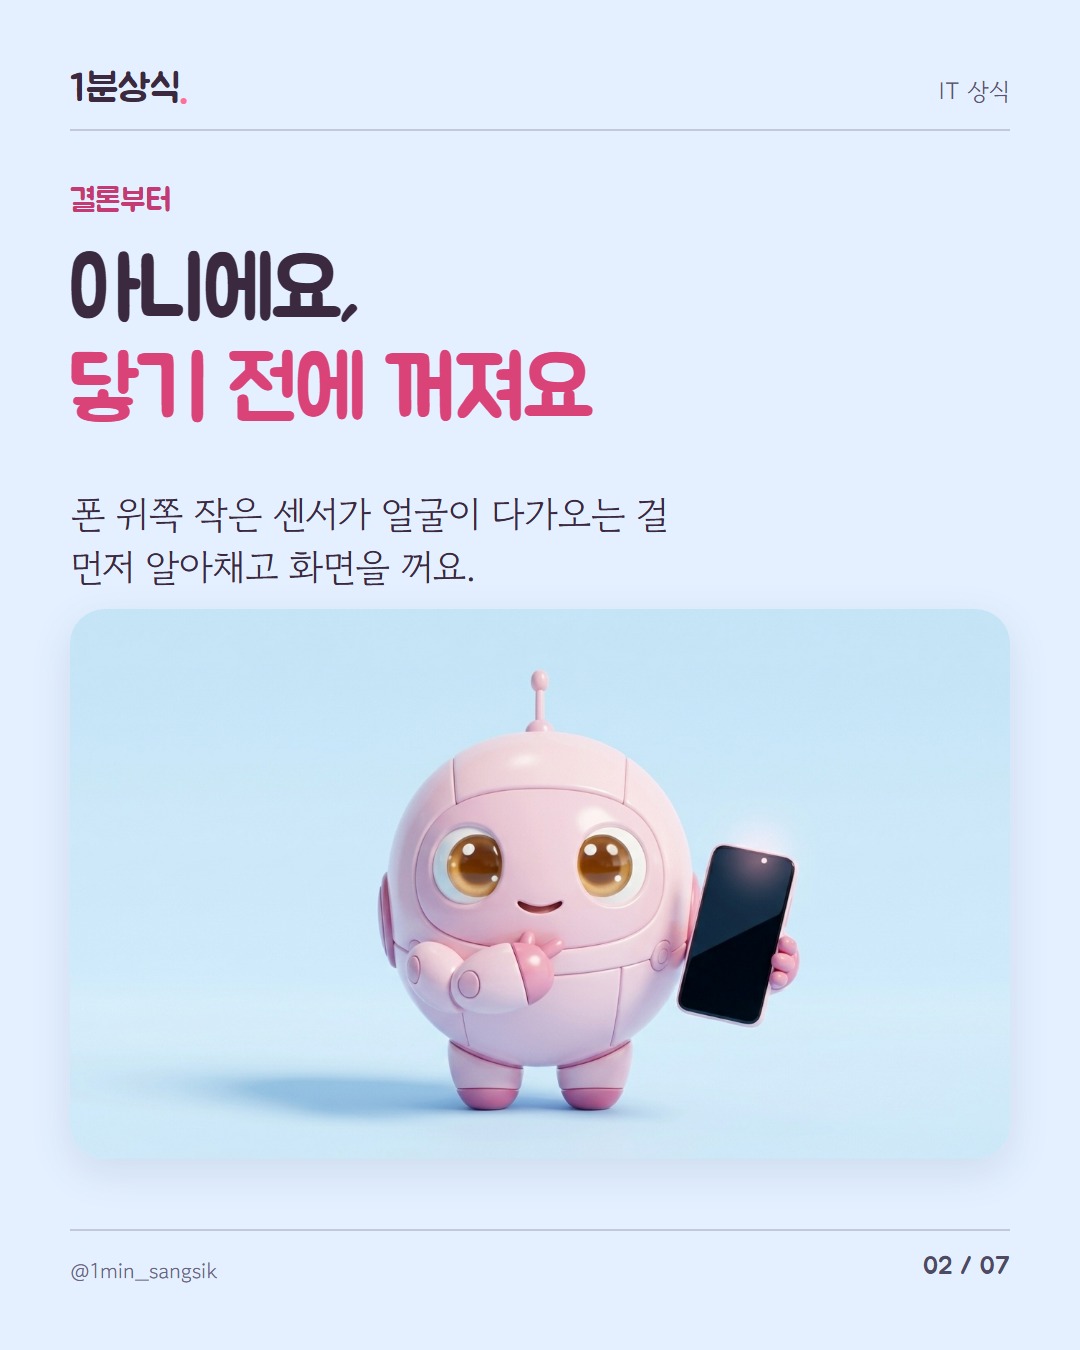 1분상식.
IT 상식
결론부터
아니에요,
닿기 전에 꺼져요
폰 위쪽 작은 센서가 얼굴이 다가오는 걸
먼저 알아채고 화면을 꺼요.
@1min_sangsik
02 / 07